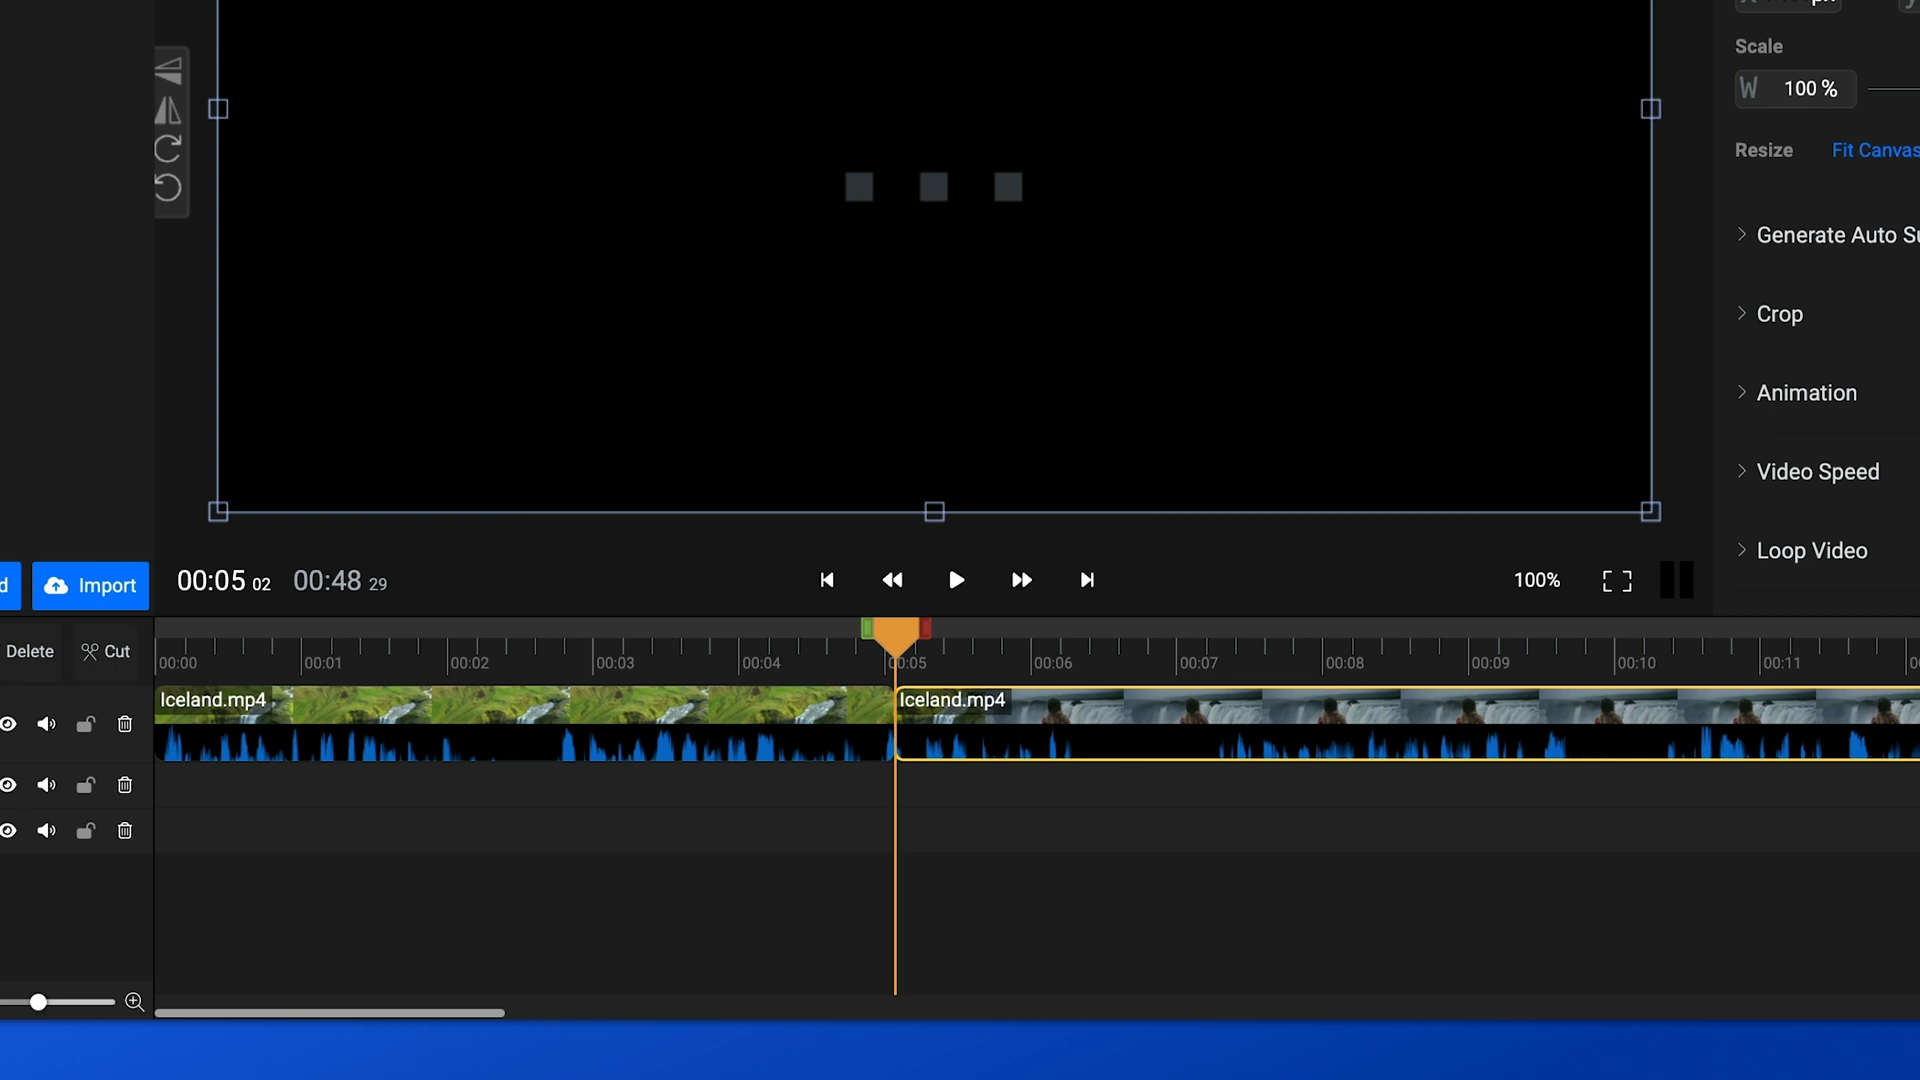 Scale
W 100 %
Resize Fit Canvas
Generate Auto
Crop
Animation
Video Speed
Loop Video
Import 00:05 02 00:48 29 100%
Delete Cut
00:00 00:01 00:02 00:03 00:04 00:05 00:06 00:07 00:08 00:09 00:10 00:11
Iceland.mp4 Iceland.mp4